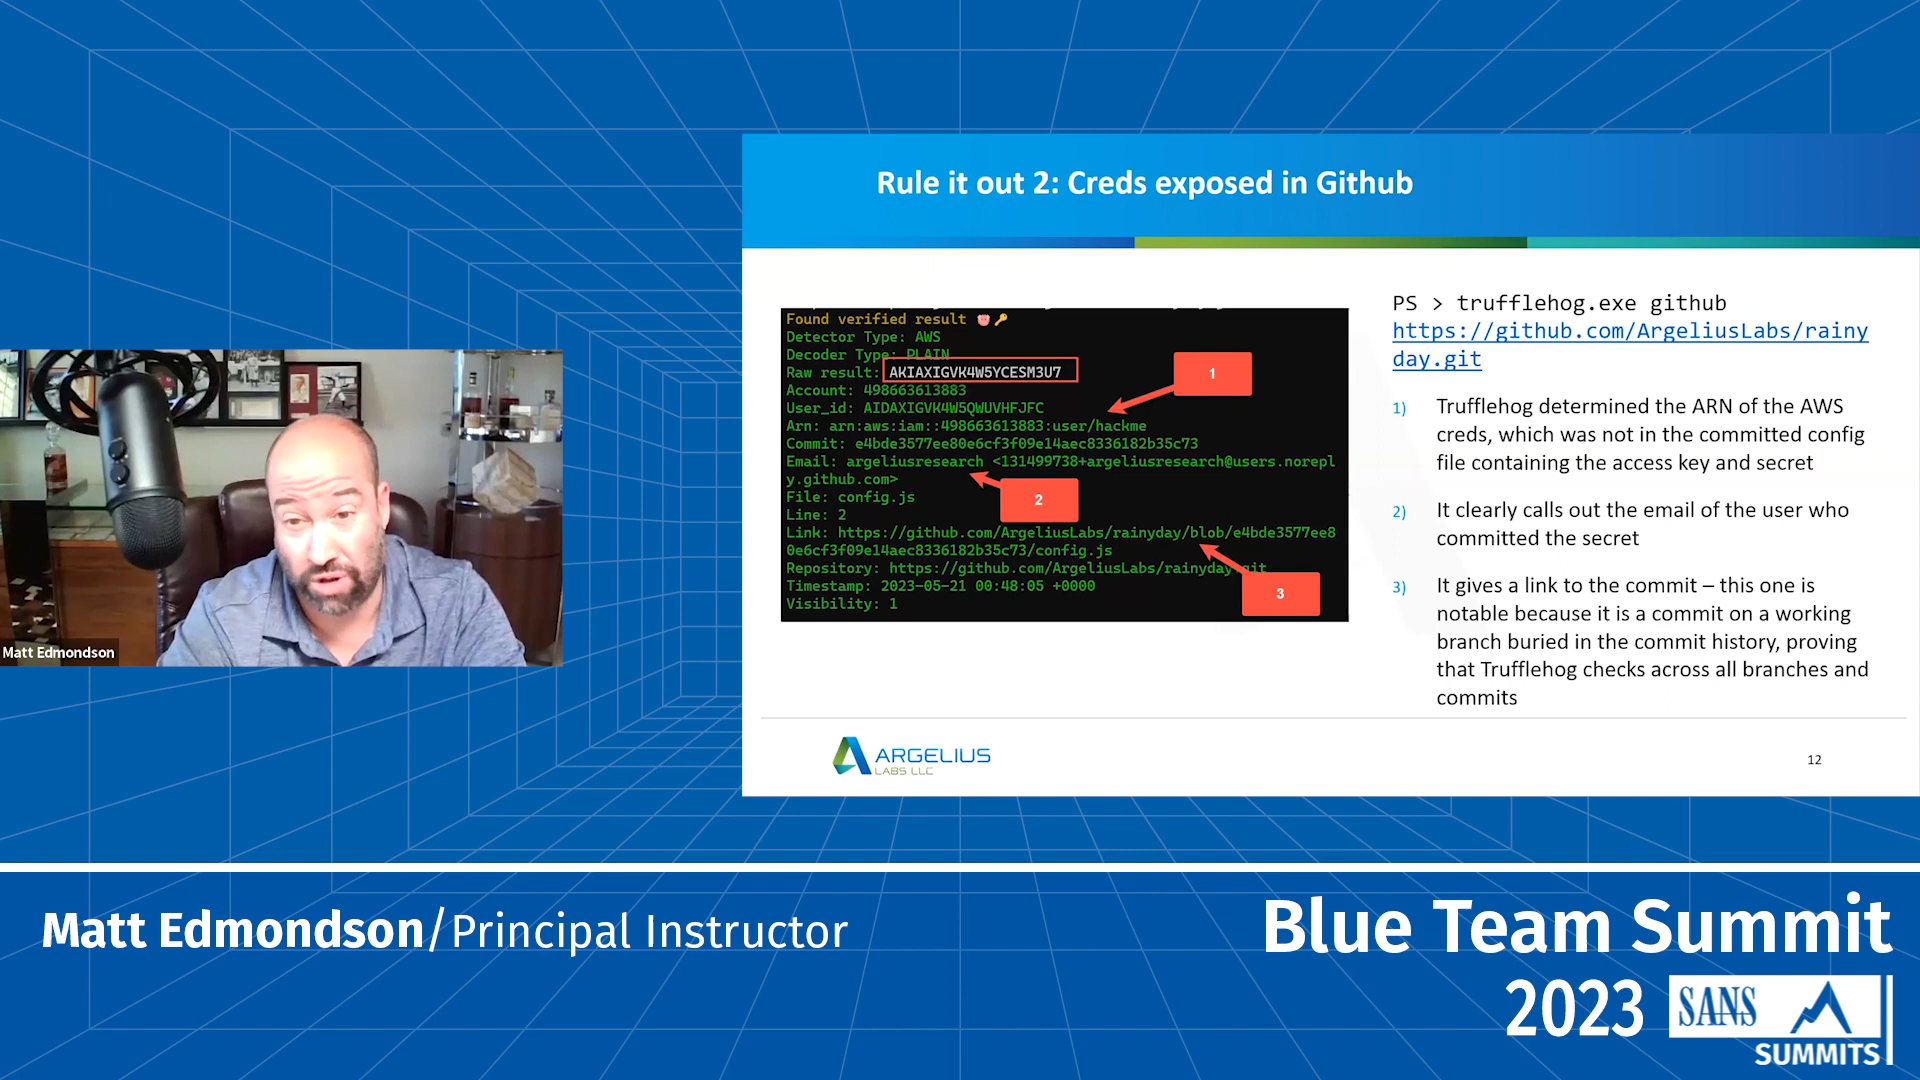 Rule it out 2: Creds exposed in Github
Found verified result
Detector Type: AWS
Decoder Type: PLAIN
Raw result: AKIAXIGVK4W5YCESM3U7
Account: 498663613883
User_id: AIDAXIGVK4W5QWUVHFJFC
Arn: arn:aws:iam::498663613883:user/hackme
Commit: e4bde3577ee80e6cf3f09e14aec8336182b35c73
Email: argeliusresearch <131499738+argeliusresearch@users.norepl
y.github.com>
File: config.js
Line: 2
Link: https://github.com/ArgeliusLabs/rainyday/blob/e4bde3577ee8
0e6cf3f09e14aec8336182b35c73/config.js
Repository: https://github.com/ArgeliusLabs/rainyday.git
Timestamp: 2023-05-21 00:48:05 +0000
Visibility: 1
1
2
3
PS > trufflehog.exe github
https://github.com/ArgeliusLabs/rainy
day.git
1) Trufflehog determined the ARN of the AWS
creds, which was not in the committed config
file containing the access key and secret
2) It clearly calls out the email of the user who
committed the secret
3) It gives a link to the commit – this one is
notable because it is a commit on a working
branch buried in the commit history, proving
that Trufflehog checks across all branches and
commits
ARGELIUS
LABS LLC
12
Matt Edmondson
Matt Edmondson/Principal Instructor
Blue Team Summit
2023
SANS
SUMMITS